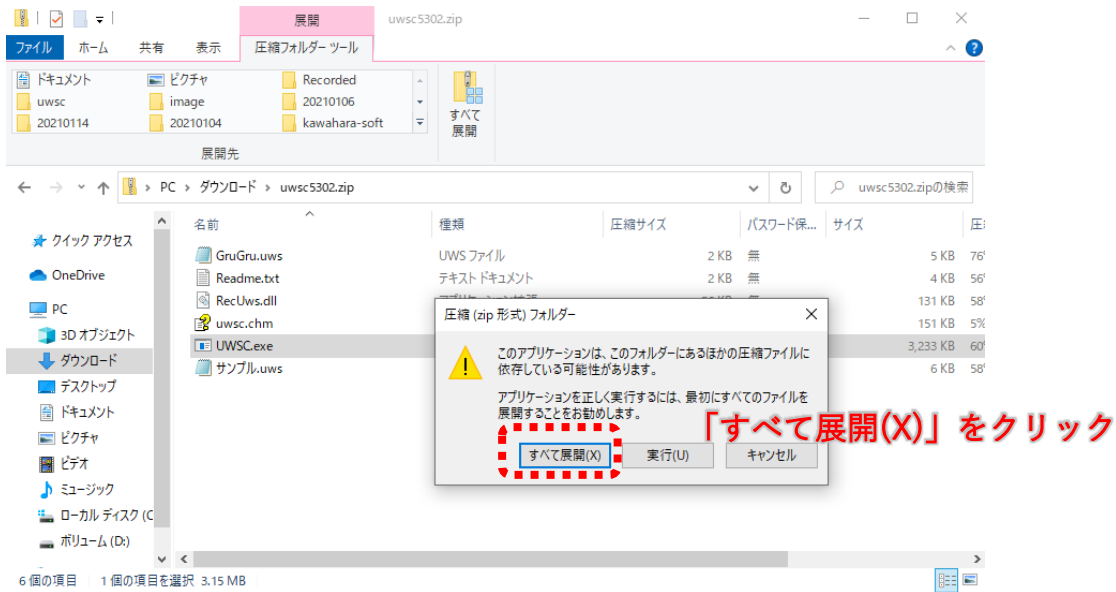 展開
uwsc5302.zip
ファイル
ホーム
共有
表示
圧縮フォルダー ツール
ドキュメント
ピクチャ
Recorded
uwsc
image
20210106
20210114
20210104
kawahara-soft
すべて
展開
展開先
PC › ダウンロード › uwsc5302.zip
uwsc5302.zipの検索
名前
種類
圧縮サイズ
パスワード保...
サイズ
GruGru.uws
UWS ファイル
2 KB
無
5 KB
76%
Readme.txt
テキスト ドキュメント
2 KB
無
4 KB
56%
RecUws.dll
131 KB
58%
uwsc.chm
151 KB
5%
UWSC.exe
3,233 KB
60%
サンプル.uws
6 KB
58%
クイック アクセス
OneDrive
PC
3D オブジェクト
ダウンロード
デスクトップ
ドキュメント
ピクチャ
ビデオ
ミュージック
ローカル ディスク (C
ボリューム (D:)
圧縮 (zip 形式) フォルダー
このアプリケーションは、このフォルダーにあるほかの圧縮ファイルに
依存している可能性があります。
アプリケーションを正しく実行するには、最初にすべてのファイルを
展開することをお勧めします。
すべて展開(X)
実行(U)
キャンセル
「すべて展開(X)」をクリック
6 個の項目
1 個の項目を選択 3.15 MB